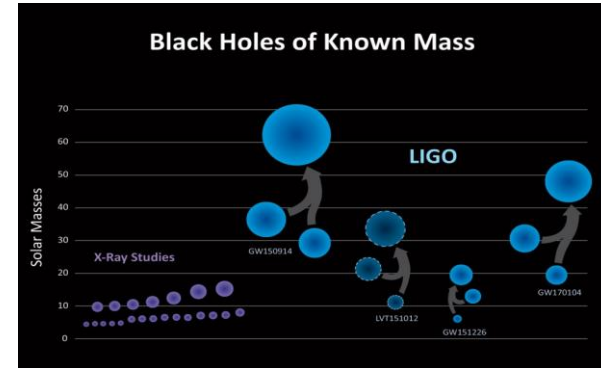 Black Holes of Known Mass
70
60
50
40
30
20
10
0
Solar Masses
LIGO
X-Ray Studies
GW150914
LVT151012
GW151226
GW170104